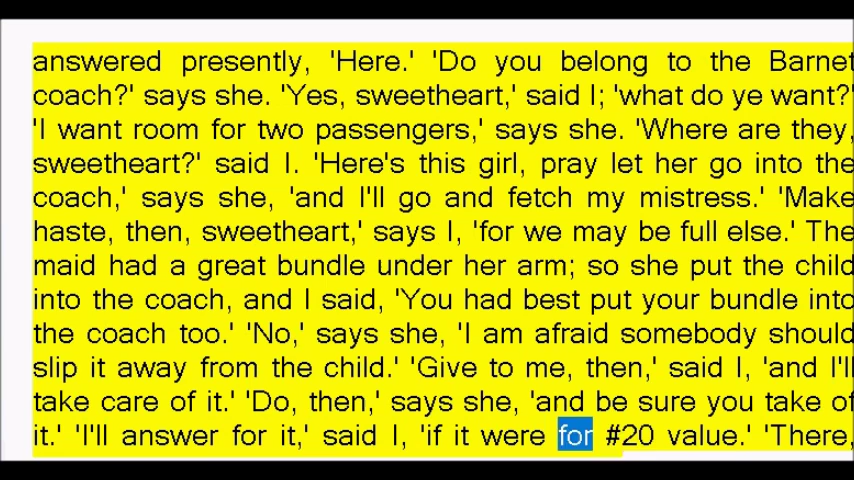 answered presently, 'Here.' 'Do you belong to the Barnet
coach?' says she. 'Yes, sweetheart,' said I; 'what do ye want?'
'I want room for two passengers,' says she. 'Where are they,
sweetheart?' said I. 'Here's this girl, pray let her go into the
coach,' says she, 'and I'll go and fetch my mistress.' 'Make
haste, then, sweetheart,' says I, 'for we may be full else.' The
maid had a great bundle under her arm; so she put the child
into the coach, and I said, 'You had best put your bundle into
the coach too.' 'No,' says she, 'I am afraid somebody should
slip it away from the child.' 'Give to me, then,' said I, 'and I'll
take care of it.' 'Do, then,' says she, 'and be sure you take of
it.' 'I'll answer for it,' said I, 'if it were for #20 value.' 'There,